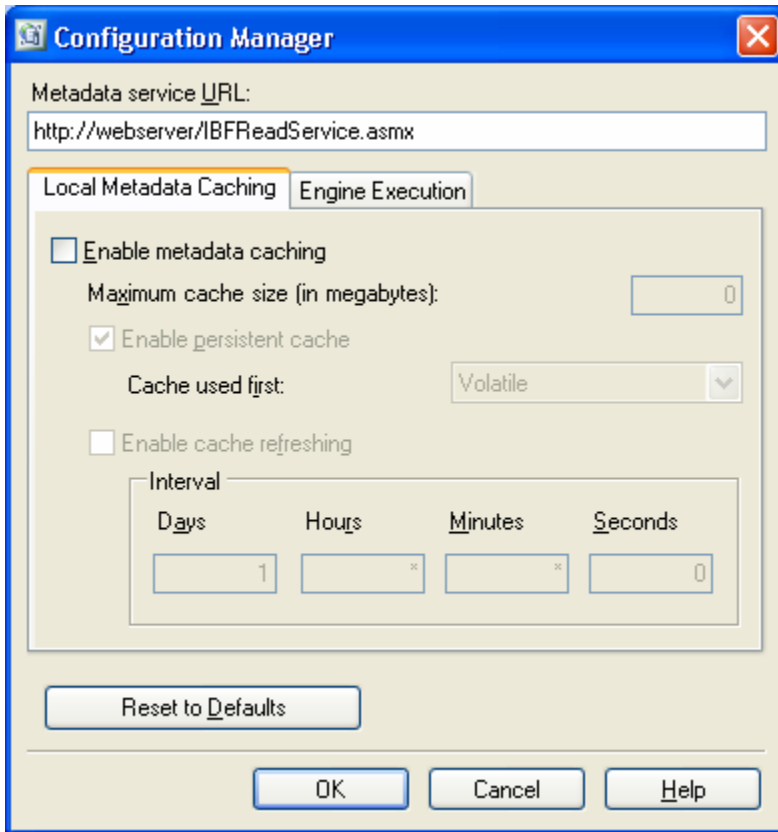 Configuration Manager
Metadata service URL:
http://webserver/IBFReadService.asmx
Local Metadata Caching Engine Execution
Enable metadata caching
Maximum cache size (in megabytes): 0
Enable persistent cache
Cache used first: Volatile
Enable cache refreshing
Interval
Days Hours Minutes Seconds
1 * * 0
Reset to Defaults
OK Cancel Help